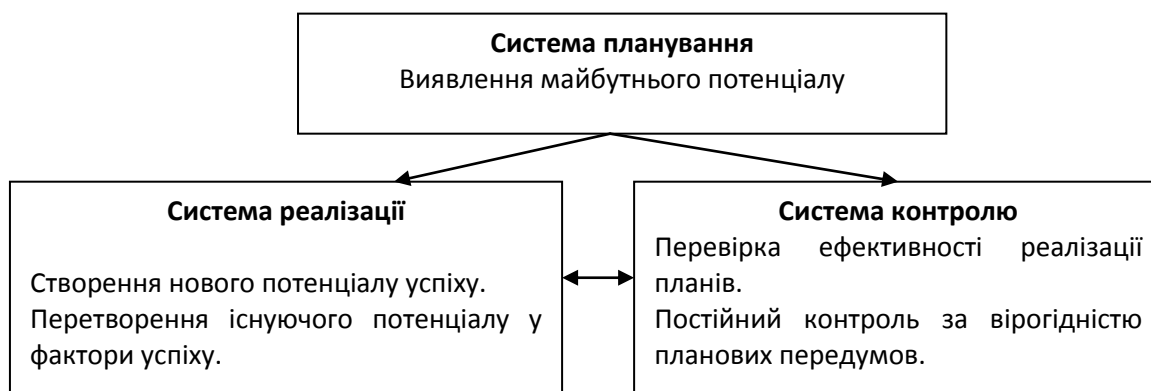 Система планування
Виявлення майбутнього потенціалу
Система реалізації
Створення нового потенціалу успіху.
Перетворення існуючого потенціалу у
фактори успіху.
Система контролю
Перевірка ефективності реалізації
планів.
Постійний контроль за вірогідністю
планових передумов.